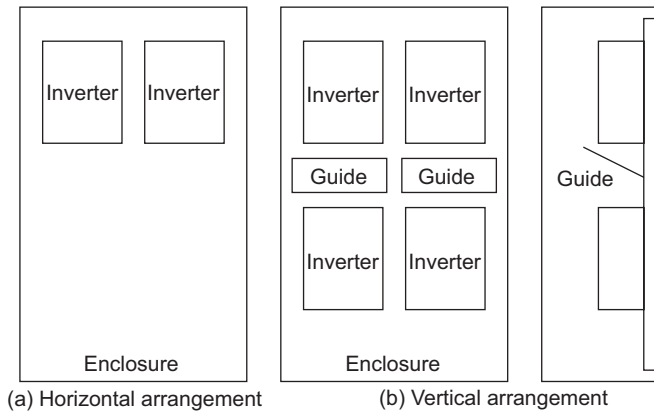 Inverter Inverter
Enclosure
(a) Horizontal arrangement
Inverter Inverter
Guide Guide
Inverter Inverter
Enclosure
Guide
(b) Vertical arrangement